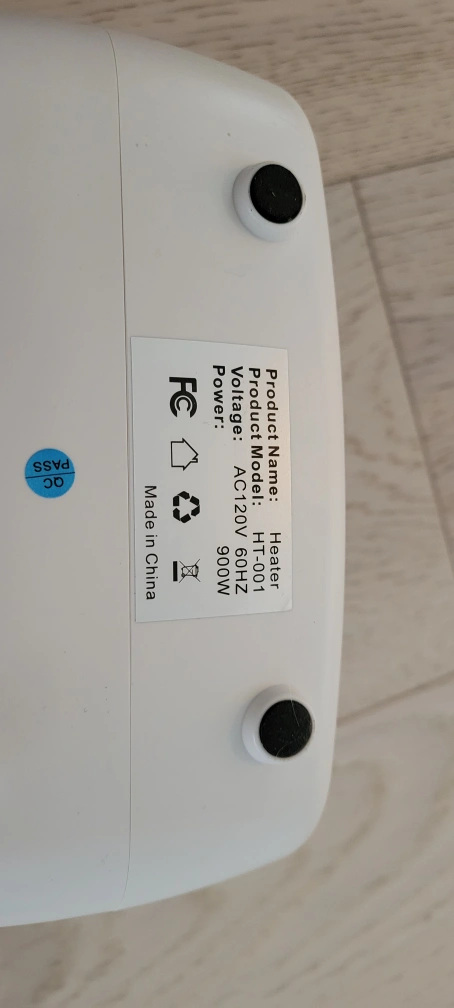 Product Name: Heater
Product Model: HT-001
Voltage: AC120V 60HZ
Power: 900W
FC
Made in China
QC
PASS